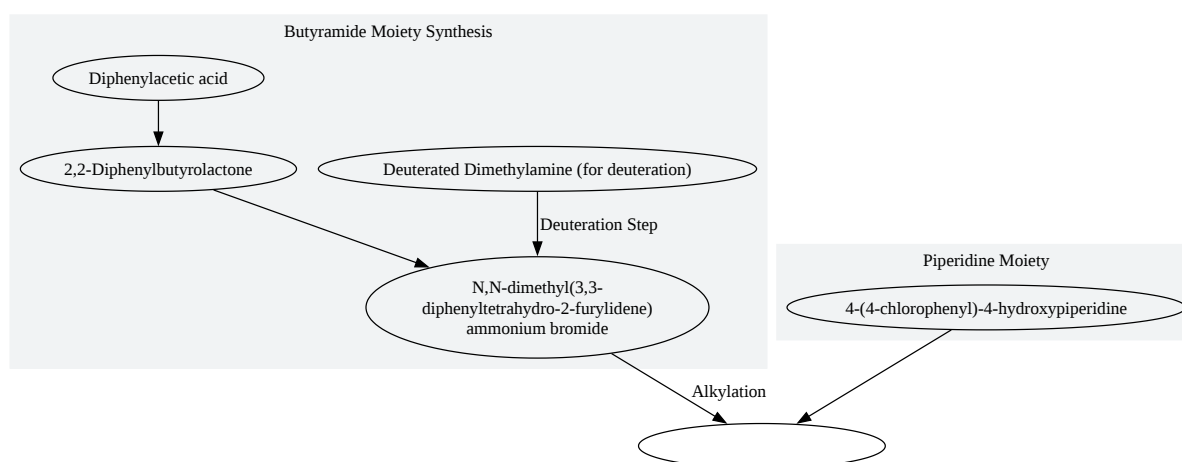 Butyramide Moiety Synthesis
Diphenylacetic acid
2,2-Diphenylbutyrolactone
Deuterated Dimethylamine (for deuteration)
Deuteration Step
Piperidine Moiety
N,N-dimethyl(3,3-
diphenyltetrahydro-2-furylidene)
ammonium bromide
4-(4-chlorophenyl)-4-hydroxypiperidine
Alkylation